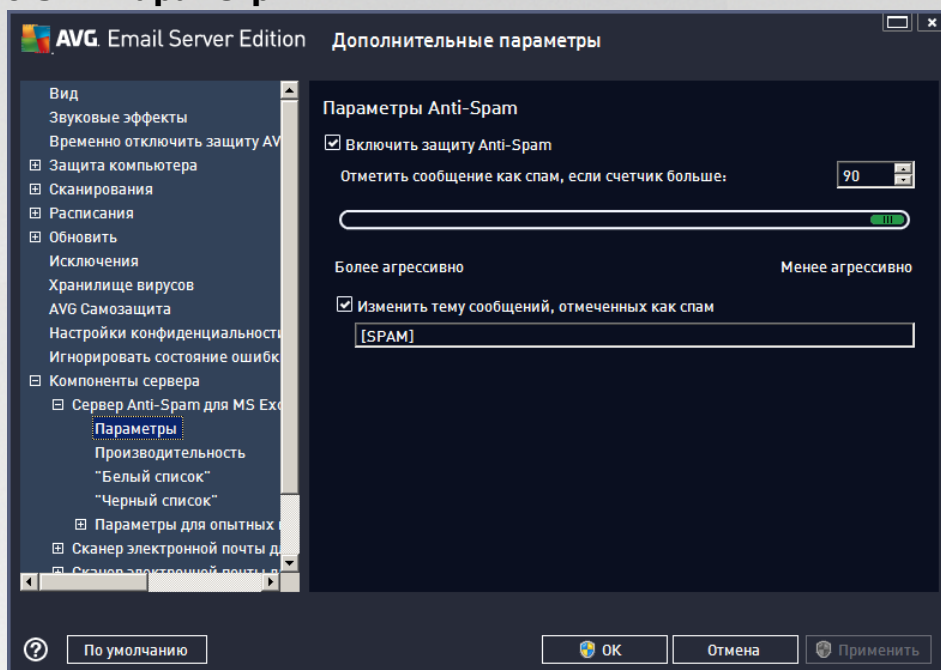 AVG. Email Server Edition
Дополнительные параметры
Вид
Звуковые эффекты
Временно отключить защиту AV
Защита компьютера
Сканирования
Расписания
Обновить
Исключения
Хранилище вирусов
AVG Самозащита
Настройки конфиденциальност
Игнорировать состояние ошибк
Компоненты сервера
Сервер Anti-Spam для MS Exc
Параметры
Производительность
"Белый список"
"Черный список"
Параметры для опытных
Сканер электронной почты д
Сканер электронной почты д
Параметры Anti-Spam
Включить защиту Anti-Spam
Отметить сообщение как спам, если счетчик больше: 90
Более агрессивно Менее агрессивно
Изменить тему сообщений, отмеченных как спам
[SPAM]
По умолчанию
OK
Отмена
Применить